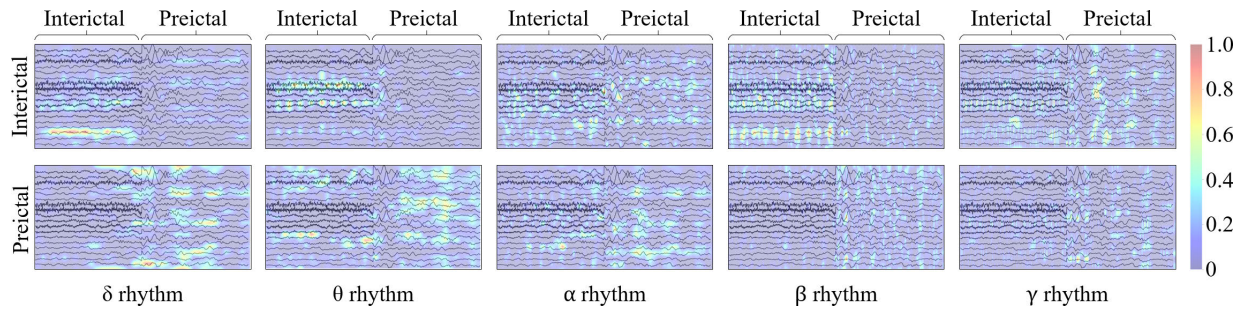 Interictal Preictal Interictal Preictal Interictal Preictal Interictal Preictal Interictal Preictal
Interictal
1.0
0.8
0.6
0.4
0.2
0
Preictal
δ rhythm θ rhythm α rhythm β rhythm γ rhythm